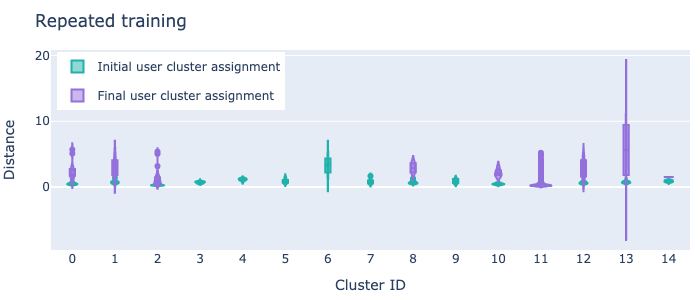 Repeated training
Initial user cluster assignment
Final user cluster assignment
Distance
20
10
0
0 1 2 3 4 5 6 7 8 9 10 11 12 13 14
Cluster ID